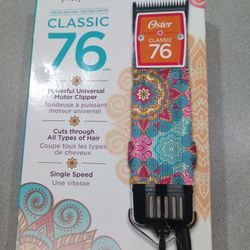 LIMITED EDITION • ÉDITION LIMITÉE
CLASSIC
76
Powerful Universal
Motor Clipper
Tondeuse à puissant
moteur universel
Cuts through
All Types of Hair
Coupe tous les types
de cheveux
Single Speed
Une vitesse
Oster
CLASSIC
76